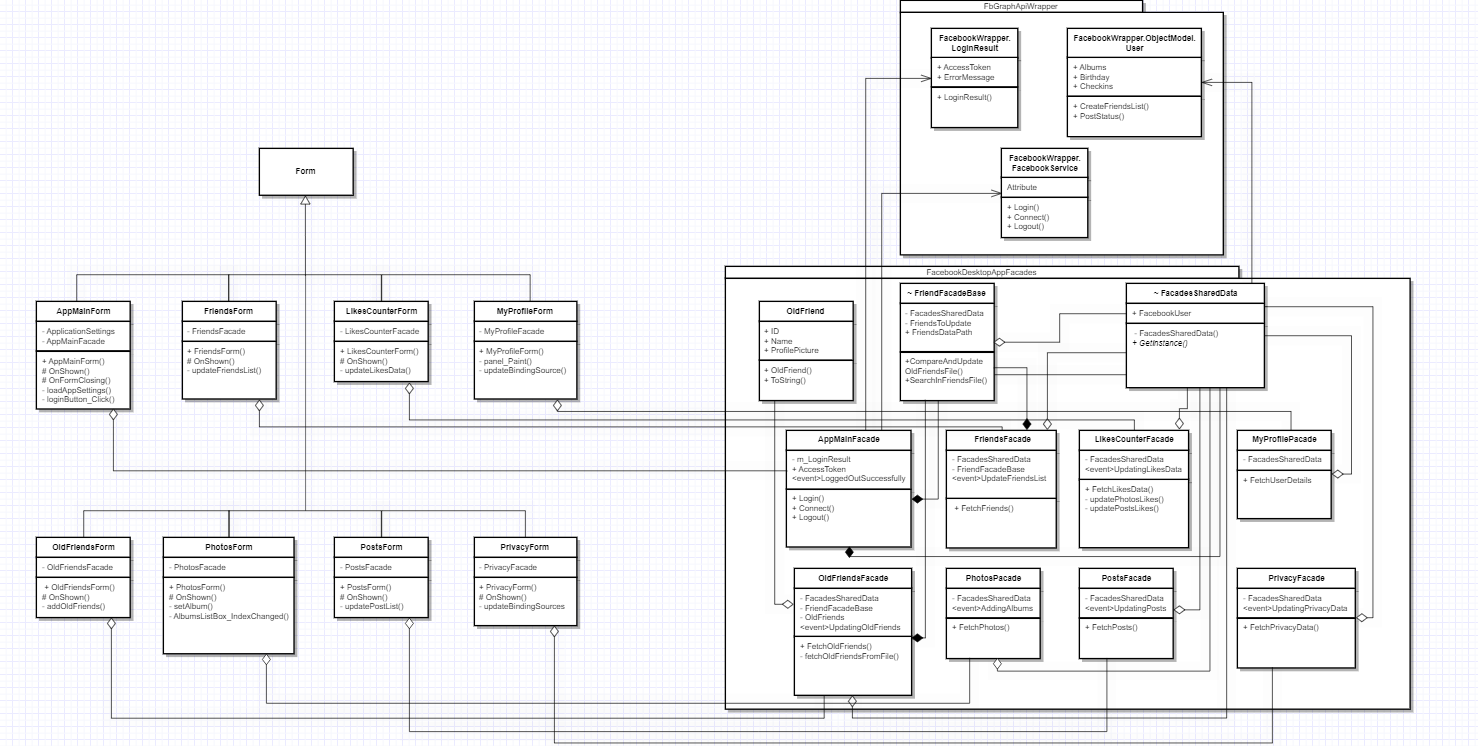 FbGraphApiWrapper
FacebookWrapper.
LoginResult
+ AccessToken
+ ErrorMessage
+ LoginResult()
FacebookWrapper.ObjectModel.
User
+ Albums
+ Birthday
+ Checkins
+ CreateFriendsList()
+ PostStatus()
FacebookWrapper.
FacebookService
Attribute
+ Login()
+ Connect()
+ Logout()
Form
AppMainForm
- ApplicationSettings
- AppMainFacade
+ AppMainForm()
# OnShown()
# OnFormClosing()
- loadAppSettings()
- loginButton_Click()
FriendsForm
- FriendsFacade
+ FriendsForm()
# OnShown()
- updateFriendsList()
LikesCounterForm
- LikesCounterFacade
+ LikesCounterForm()
# OnShown()
- updateLikesData()
MyProfileForm
- MyProfileFacade
+ MyProfileForm()
- panel_Paint()
- updateBindingSource()
FacebookDesktopAppFacades
OldFriend
+ ID
+ Name
+ ProfilePicture
+ OldFriend()
+ ToString()
~ FriendFacadeBase
- FacadesSharedData
- FriendsToUpdate
+ FriendsDataPath
+CompareAndUpdate
OldFriendsFile()
+SearchInFriendsFile()
~ FacadesSharedData
+ FacebookUser
- FacadesSharedData()
+ GetInstance()
AppMainFacade
- m_LoginResult
+ AccessToken
<event>LoggedOutSuccessfully
+ Login()
+ Connect()
+ Logout()
FriendsFacade
- FacadesSharedData
- FriendFacadeBase
<event>UpdateFriendsList
+ FetchFriends()
LikesCounterFacade
- FacadesSharedData
<event>UpdatingLikesData
+ FetchLikesData()
- updatePhotosLikes()
- updatePostsLikes()
MyProfilePacade
- FacadesSharedData
+ FetchUserDetails
OldFriendsForm
- OldFriendsFacade
+ OldFriendsForm()
# OnShown()
- addOldFriends()
PhotosForm
- PhotosFacade
+ PhotosForm()
# OnShown()
- setAlbum()
- AlbumsListBox_IndexChanged()
PostsForm
- PostsFacade
+ PostsForm()
# OnShown()
- updatePostList()
PrivacyForm
- PrivacyFacade
+ PrivacyForm()
# OnShown()
- updateBindingSources
OldFriendsFacade
- FacadesSharedData
- FriendFacadeBase
- OldFriends
<event>UpdatingOldFriends
+ FetchOldFriends()
- fetchOldFriendsFromFile()
PhotosPacade
- FacadesSharedData
<event>AddingAlbums
+ FetchPhotos()
PostsFacade
- FacadesSharedData
<event>UpdatingPosts
+ FetchPosts()
PrivacyFacade
- FacadesSharedData
<event>UpdatingPrivacyData
+ FetchPrivacyData()